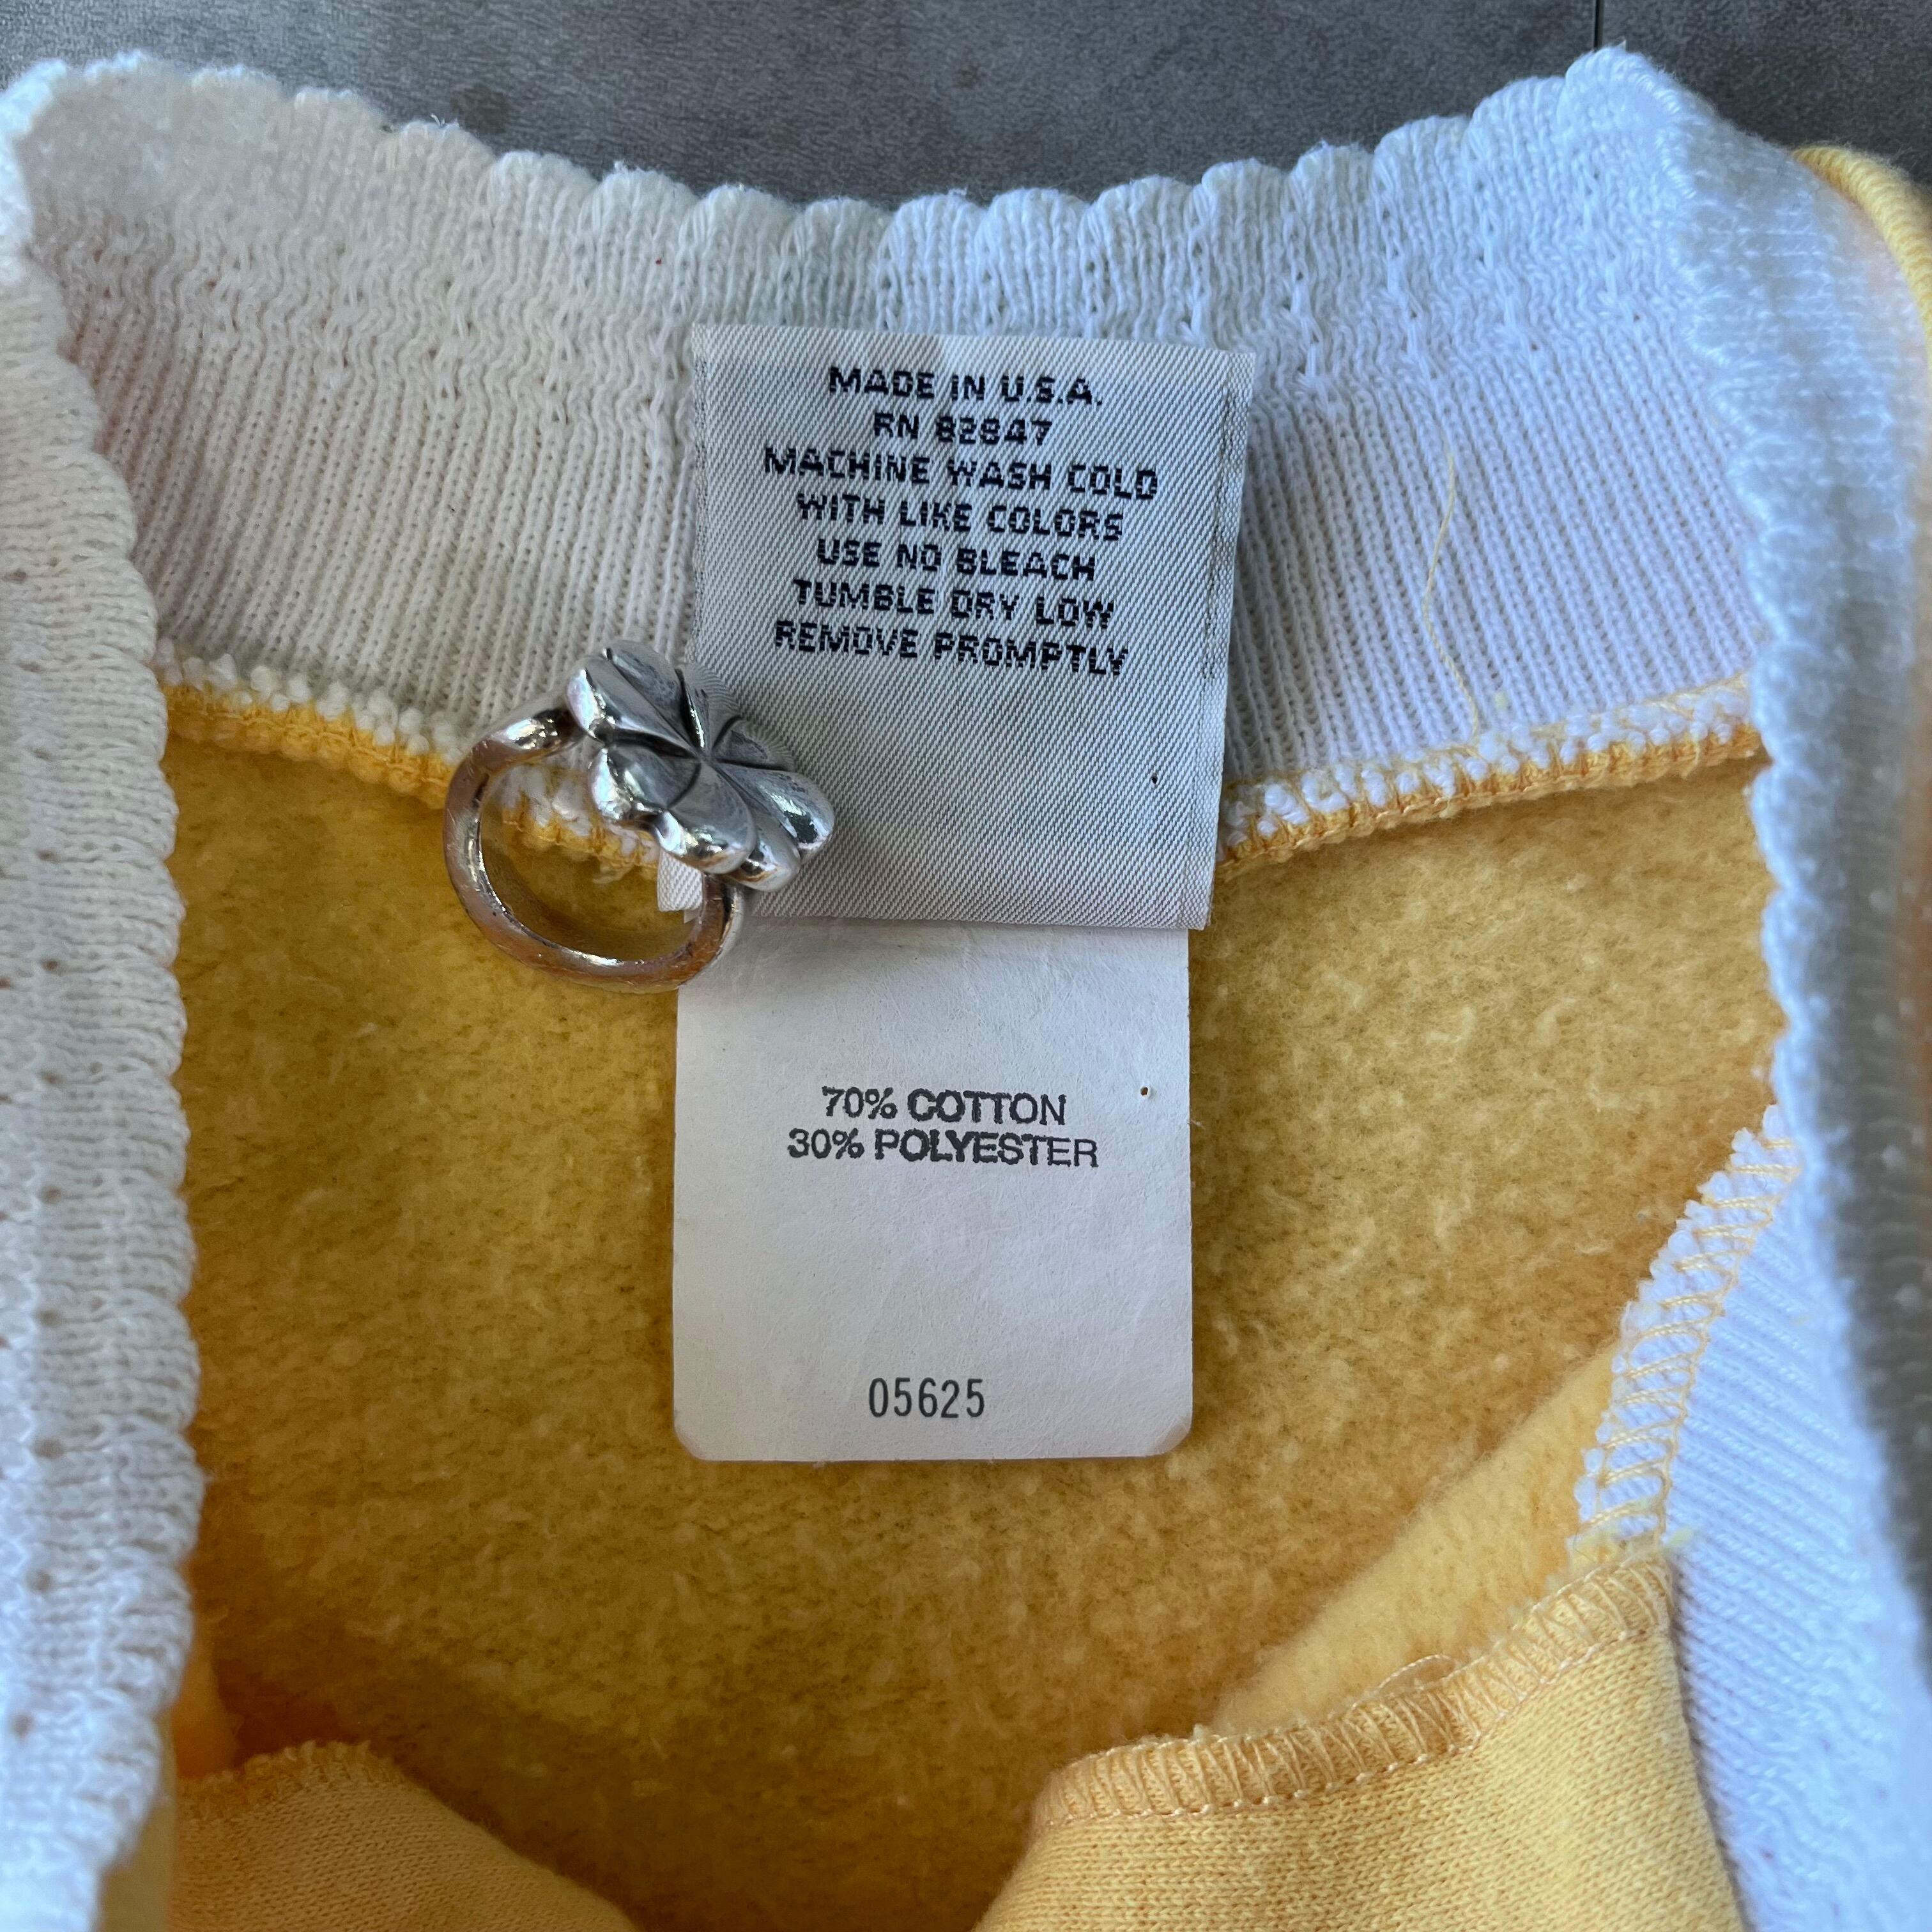 MADE IN U.S.A.
RN 82847
MACHINE WASH COLD
WITH LIKE COLORS
USE NO BLEACH
TUMBLE DRY LOW
REMOVE PROMPTLY
70% COTTON
30% POLYESTER
05625